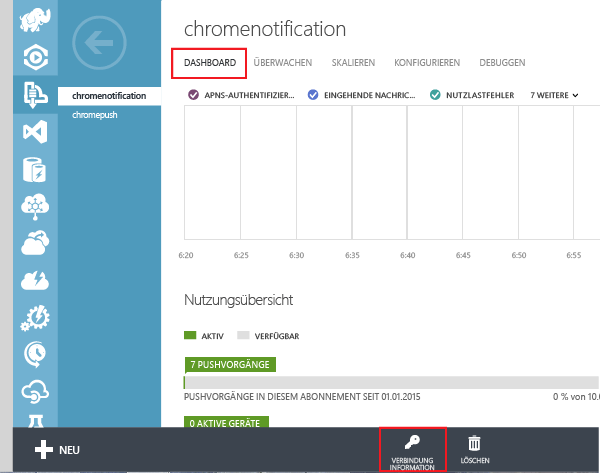 chromenotification
DASHBOARD ÜBERWACHEN SKALIEREN KONFIGURIEREN DEBUGGEN
chromenotification
chromepush
APNS-AUTHENTIFIZIER... EINGEHENDE NACHRIC... NUTZLASTFEHLER 7 WEITERE
6:20 6:25 6:30 6:35 6:40 6:45 6:50 6:55
Nutzungsübersicht
AKTIV VERFÜGBAR
7 PUSHVORGÄNGE
PUSHVORGÄNGE IN DIESEM ABONNEMENT SEIT 01.01.2015 0 % von 10.0
0 AKTIVE GERÄTE
NEU
VERBINDUNG
INFORMATION
LÖSCHEN